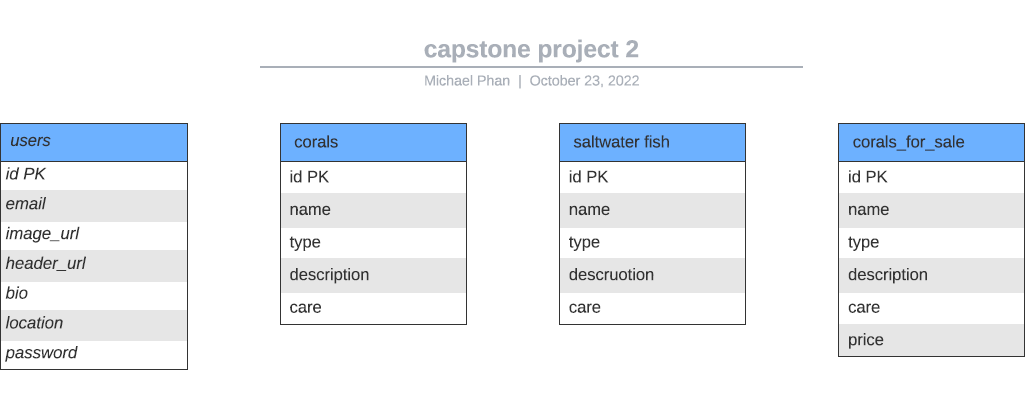 capstone project 2
Michael Phan | October 23, 2022
users
id PK
email
image_url
header_url
bio
location
password
corals
id PK
name
type
description
care
saltwater fish
id PK
name
type
descruotion
care
corals_for_sale
id PK
name
type
description
care
price